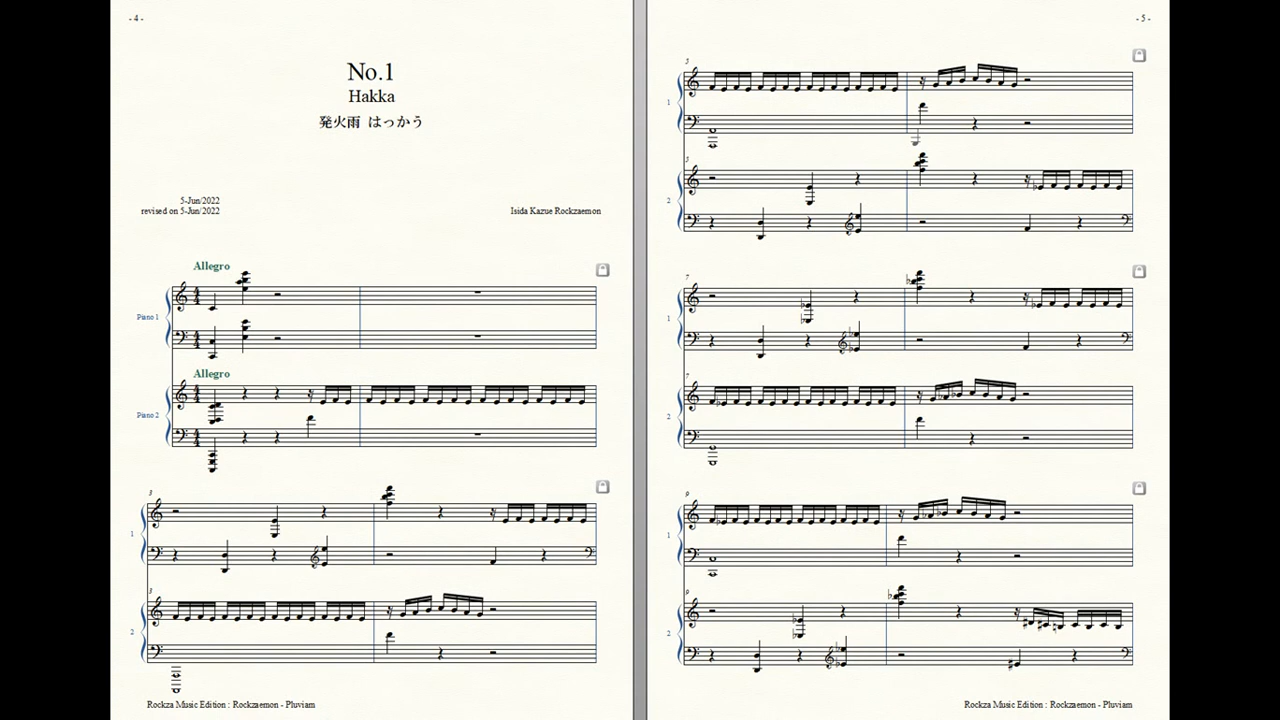 - 4 -
No.1
Hakka
発火雨 はっかう
5-Jun/2022
revised on 5-Jun/2022
Isida Kazue Rockzaemon
Allegro
Piano 1
Allegro
Piano 2
3
1
3
2
Rockza Music Edition : Rockzaemon - Pluviam
- 5 -
5
1
5
2
7
1
7
2
9
1
9
2
Rockza Music Edition : Rockzaemon - Pluviam